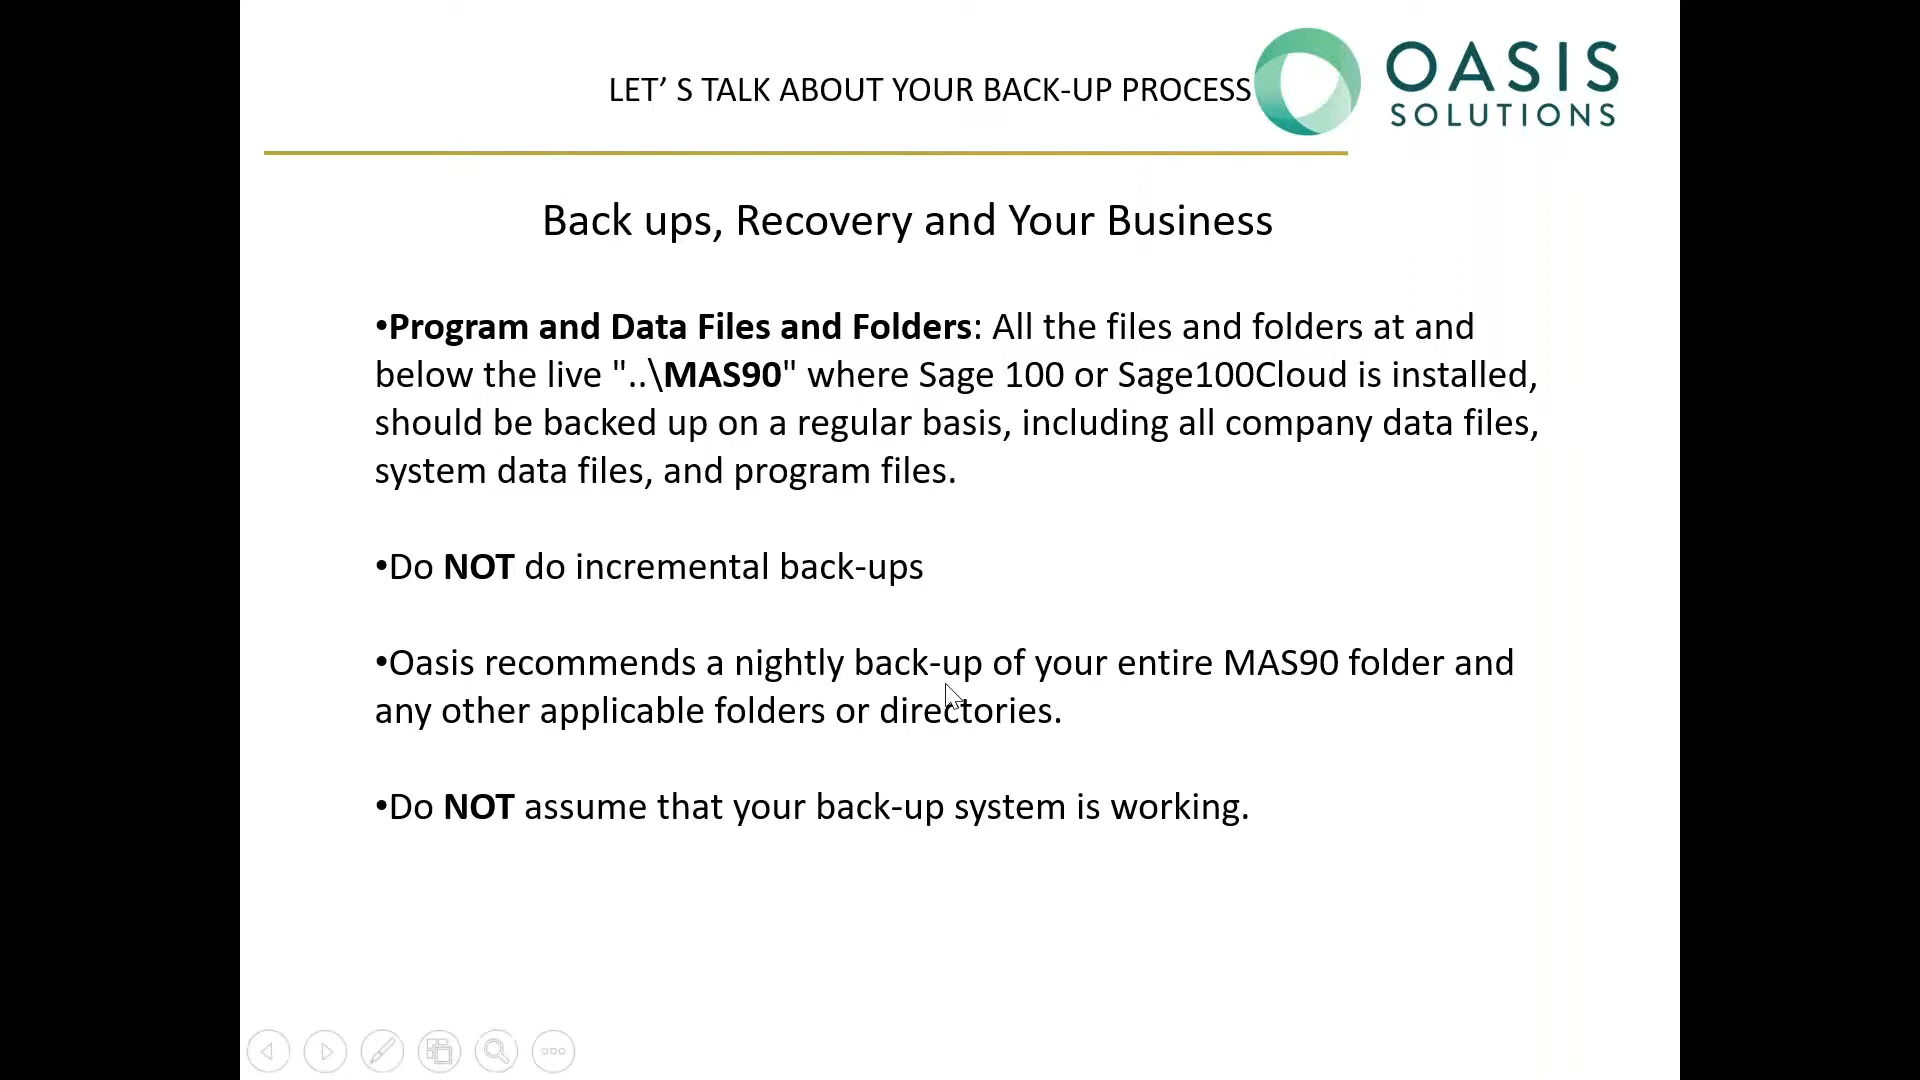 LET’ S TALK ABOUT YOUR BACK-UP PROCESS
OASIS
SOLUTIONS
Back ups, Recovery and Your Business
•Program and Data Files and Folders: All the files and folders at and
below the live "..\MAS90" where Sage 100 or Sage100Cloud is installed,
should be backed up on a regular basis, including all company data files,
system data files, and program files.
•Do NOT do incremental back-ups
•Oasis recommends a nightly back-up of your entire MAS90 folder and
any other applicable folders or directories.
•Do NOT assume that your back-up system is working.